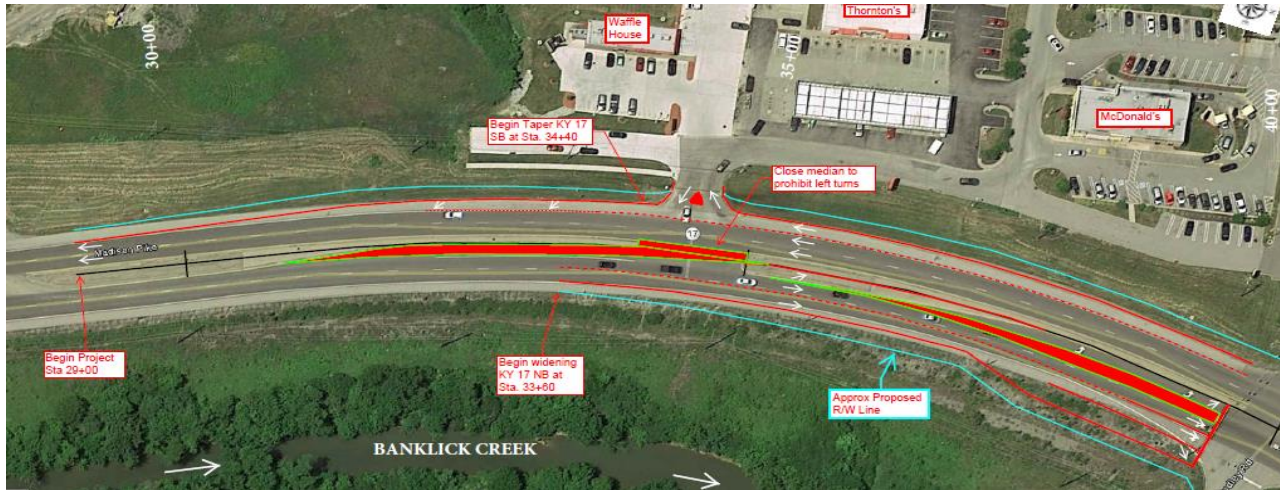 30+00
Waffle
House
Thornton's
35+00
McDonald's
40+00
Begin Taper KY 17
SB at Sta. 34+40
Close median to
prohibit left turns
17
Madison Pike
Begin Project
Sta 29+00
Begin widening
KY 17 NB at
Sta. 33+60
Approx Proposed
R/W Line
BANKLICK CREEK